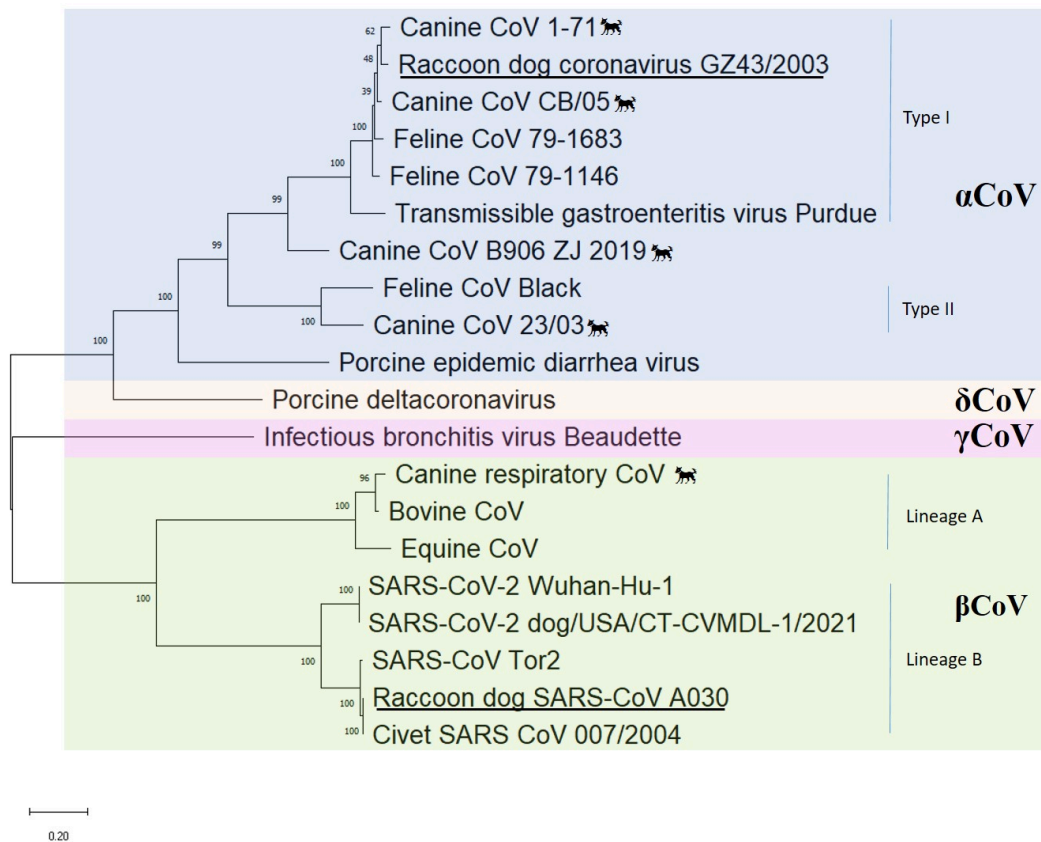 62
Canine CoV 1-71
48
Raccoon dog coronavirus GZ43/2003
39
Canine CoV CB/05
Type I
100
Feline CoV 79-1683
100
Feline CoV 79-1146
αCoV
99
Transmissible gastroenteritis virus Purdue
99
Canine CoV B906 ZJ 2019
100
Feline CoV Black
Type II
100
Canine CoV 23/03
100
Porcine epidemic diarrhea virus
Porcine deltacoronavirus
δCoV
Infectious bronchitis virus Beaudette
γCoV
96
Canine respiratory CoV
100
Bovine CoV
Lineage A
Equine CoV
100
100
SARS-CoV-2 Wuhan-Hu-1
βCoV
SARS-CoV-2 dog/USA/CT-CVMDL-1/2021
100
SARS-CoV Tor2
Lineage B
100
Raccoon dog SARS-CoV A030
100
Civet SARS CoV 007/2004
0.20